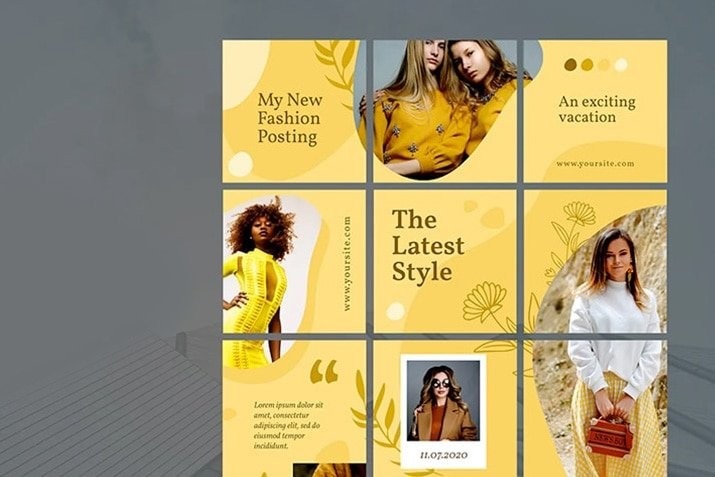 My New
Fashion
Posting
An exciting
vacation
www.yoursite.com
www.yoursite.com
The
Latest
Style
“
Lorem ipsum dolor sit
amet, consectetur
adipiscing elit, sed do
eiusmod tempor
incididunt.
11.07.2020